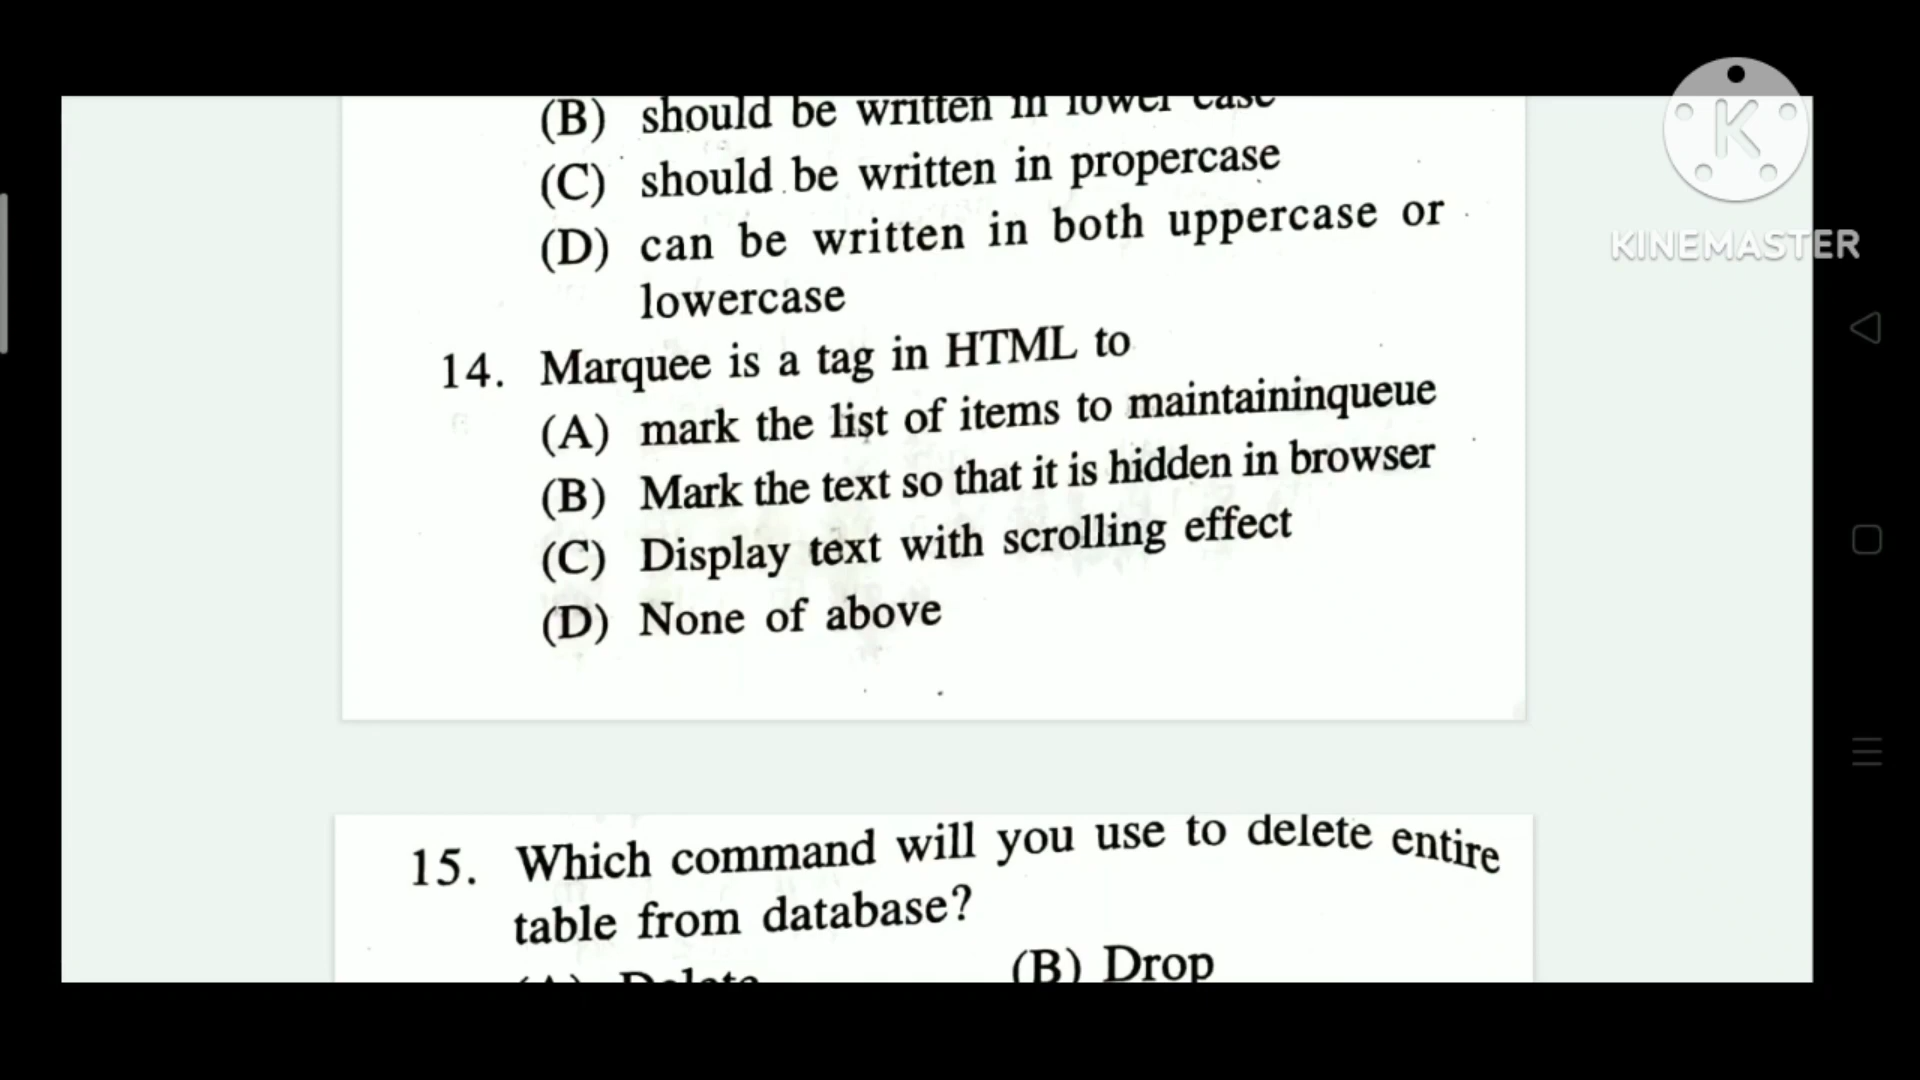 (B) should be written in lower case
(C) should be written in propercase
(D) can be written in both uppercase or
lowercase
14. Marquee is a tag in HTML to
(A) mark the list of items to maintaininqueue
(B) Mark the text so that it is hidden in browser
(C) Display text with scrolling effect
(D) None of above
15. Which command will you use to delete entire
table from database?
(A) Delete (B) Drop
KINEMASTER